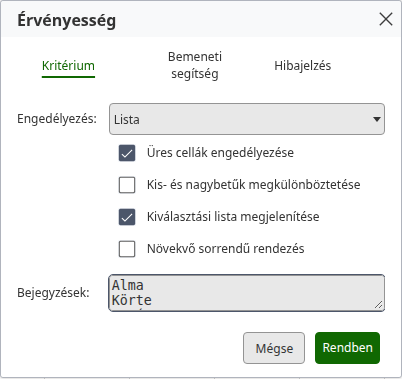 Érvényesség
Kritérium
Bemeneti
segítség
Hibajelzés
Engedélyezés:
Lista
Üres cellák engedélyezése
Kis- és nagybetűk megkülönböztetése
Kiválasztási lista megjelenítése
Növekvő sorrendű rendezés
Bejegyzések:
Alma
Körte
Mégse
Rendben